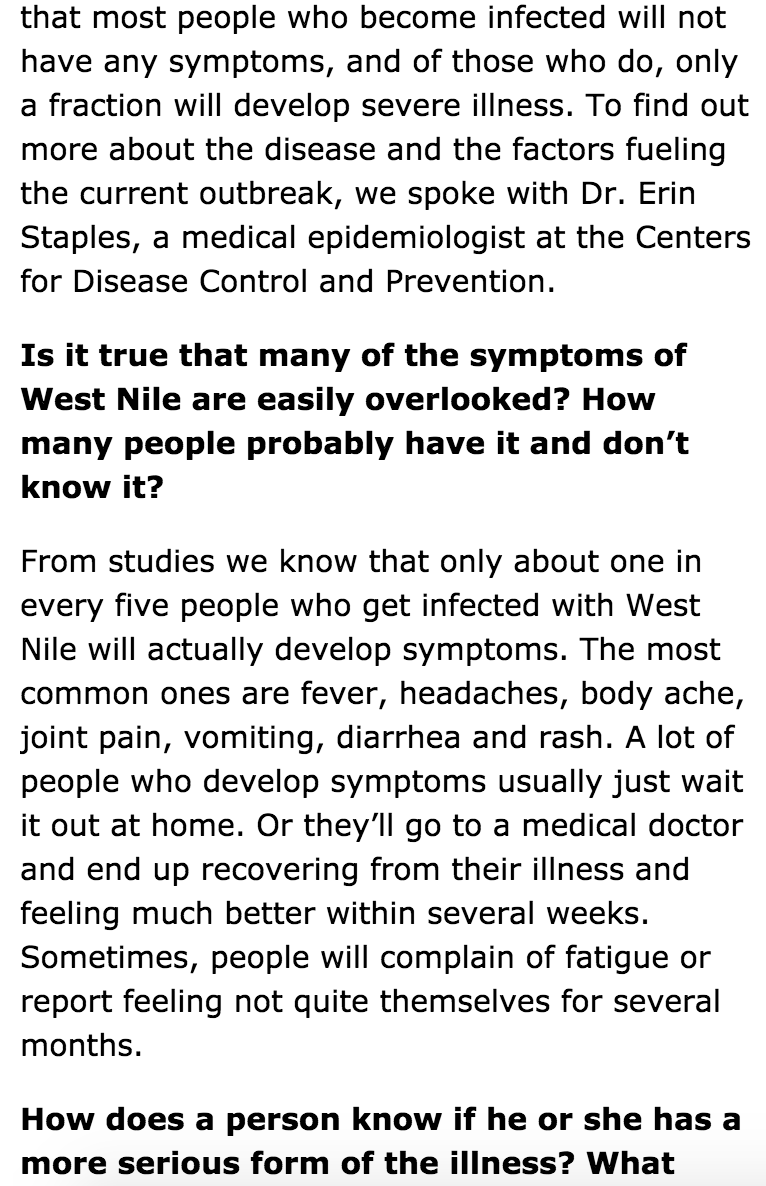 that most people who become infected will not
have any symptoms, and of those who do, only
a fraction will develop severe illness. To find out
more about the disease and the factors fueling
the current outbreak, we spoke with Dr. Erin
Staples, a medical epidemiologist at the Centers
for Disease Control and Prevention.
Is it true that many of the symptoms of
West Nile are easily overlooked? How
many people probably have it and don’t
know it?
From studies we know that only about one in
every five people who get infected with West
Nile will actually develop symptoms. The most
common ones are fever, headaches, body ache,
joint pain, vomiting, diarrhea and rash. A lot of
people who develop symptoms usually just wait
it out at home. Or they’ll go to a medical doctor
and end up recovering from their illness and
feeling much better within several weeks.
Sometimes, people will complain of fatigue or
report feeling not quite themselves for several
months.
How does a person know if he or she has a
more serious form of the illness? What